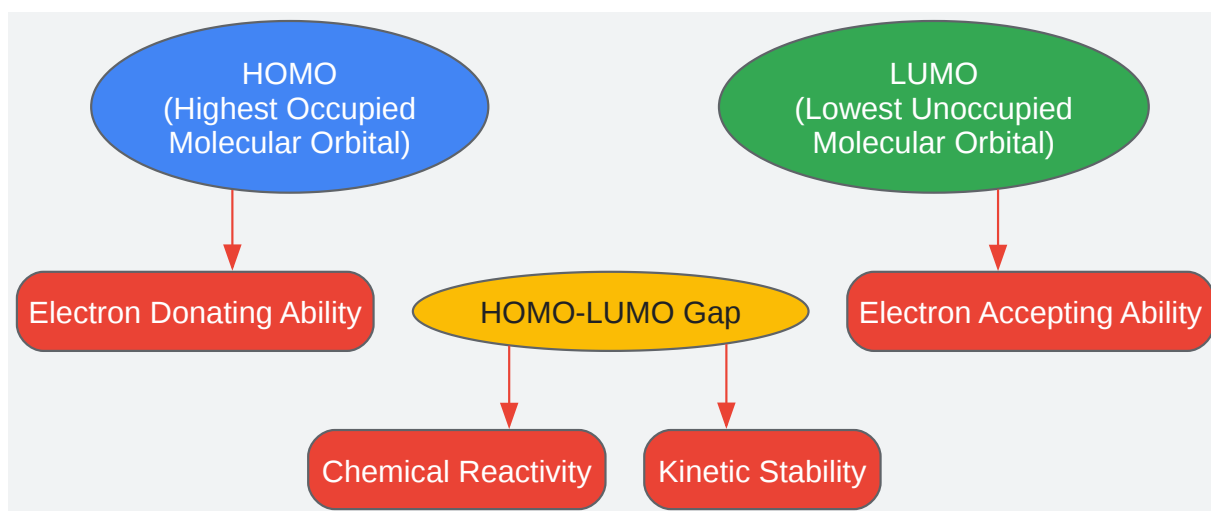 HOMO
(Highest Occupied
Molecular Orbital)
LUMO
(Lowest Unoccupied
Molecular Orbital)
Electron Donating Ability
HOMO-LUMO Gap
Electron Accepting Ability
Chemical Reactivity
Kinetic Stability